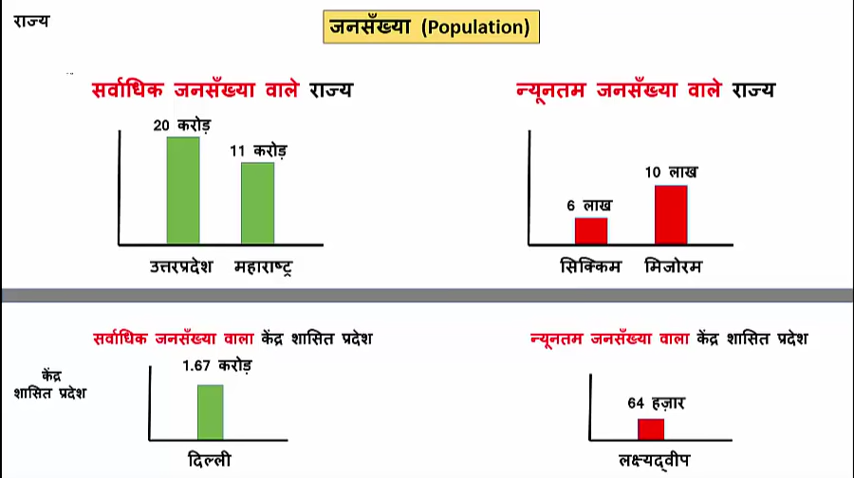 राज्य
जनसँख्या (Population)
सर्वाधिक जनसँख्या वाले राज्य
20 करोड़
11 करोड़
उत्तरप्रदेश महाराष्ट्र
न्यूनतम जनसँख्या वाले राज्य
10 लाख
6 लाख
सिक्किम मिजोरम
केंद्र
शासित प्रदेश
सर्वाधिक जनसँख्या वाला केंद्र शासित प्रदेश
1.67 करोड़
दिल्ली
न्यूनतम जनसँख्या वाला केंद्र शासित प्रदेश
64 हज़ार
लक्ष्यद्वीप